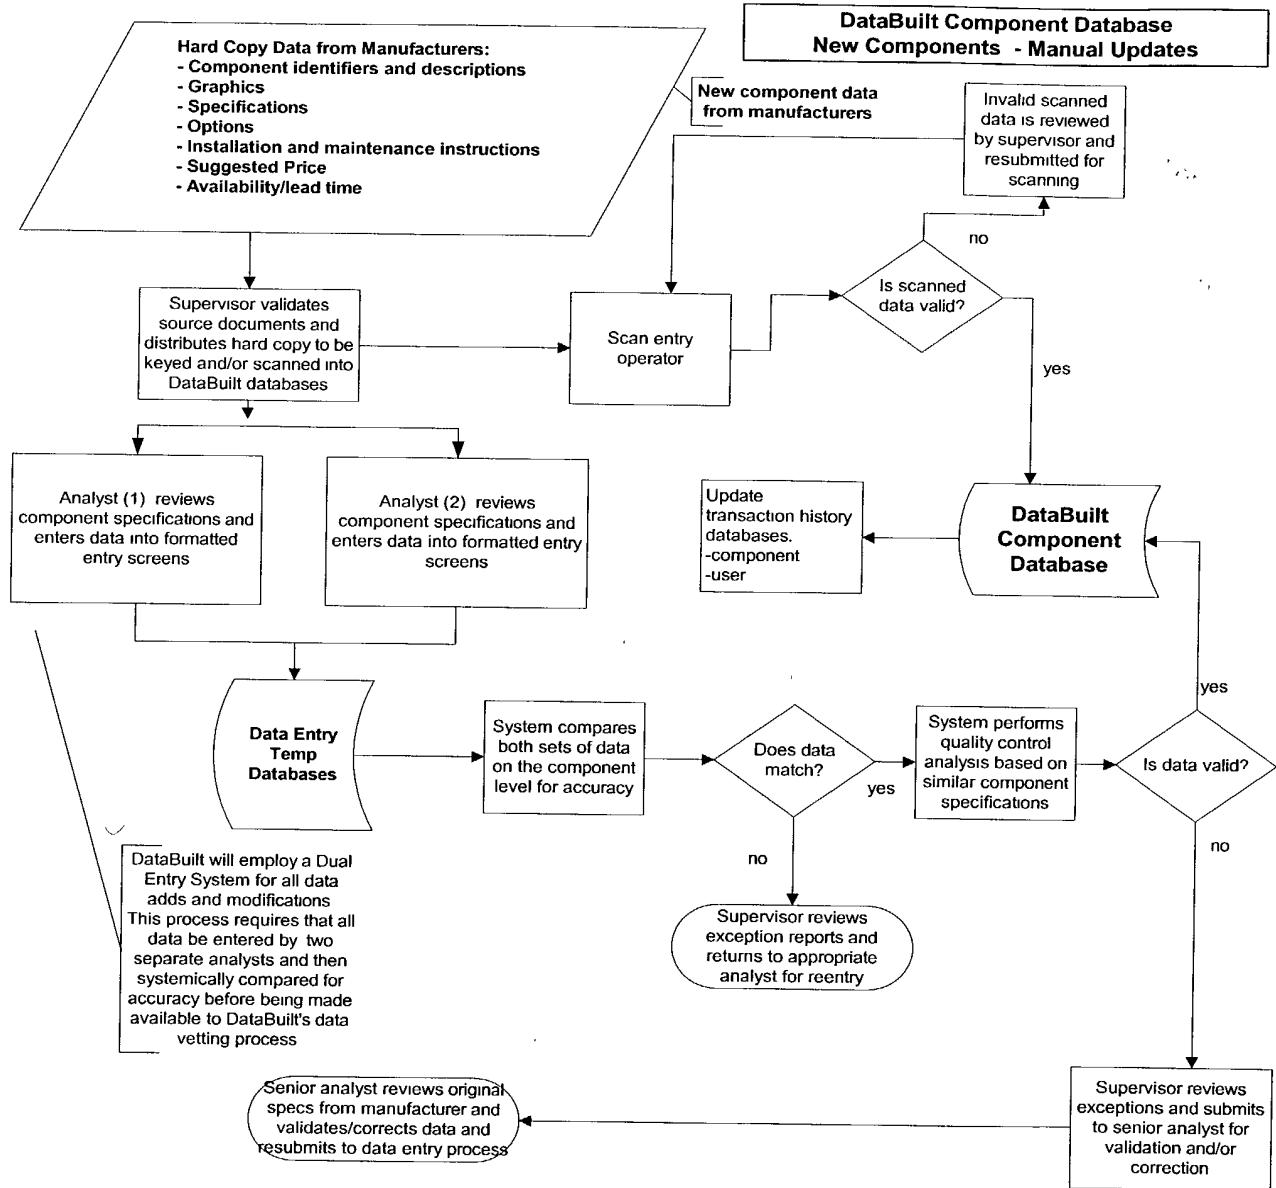 DataBuilt Component Database
New Components - Manual Updates
Hard Copy Data from Manufacturers:
- Component identifiers and descriptions
- Graphics
- Specifications
- Options
- Installation and maintenance instructions
- Suggested Price
- Availability/lead time
New component data
from manufacturers
Invalid scanned
data is reviewed
by supervisor and
resubmitted for
scanning
no
Is scanned
data valid?
yes
Supervisor validates
source documents and
distributes hard copy to be
keyed and/or scanned into
DataBuilt databases
Scan entry
operator
Analyst (1) reviews
component specifications and
enters data into formatted
entry screens
Analyst (2) reviews
component specifications and
enters data into formatted entry
screens
Update
transaction history
databases.
-component
-user
DataBuilt
Component
Database
Data Entry
Temp
Databases
System compares
both sets of data
on the component
level for accuracy
Does data
match?
yes
System performs
quality control
analysis based on
similar component
specifications
Is data valid?
yes
no
no
Supervisor reviews
exception reports and
returns to appropriate
analyst for reentry
DataBuilt will employ a Dual
Entry System for all data
adds and modifications
This process requires that all
data be entered by two
separate analysts and then
systemically compared for
accuracy before being made
available to DataBuilt's data
vetting process
Senior analyst reviews original
specs from manufacturer and
validates/corrects data and
resubmits to data entry process
Supervisor reviews
exceptions and submits
to senior analyst for
validation and/or
correction